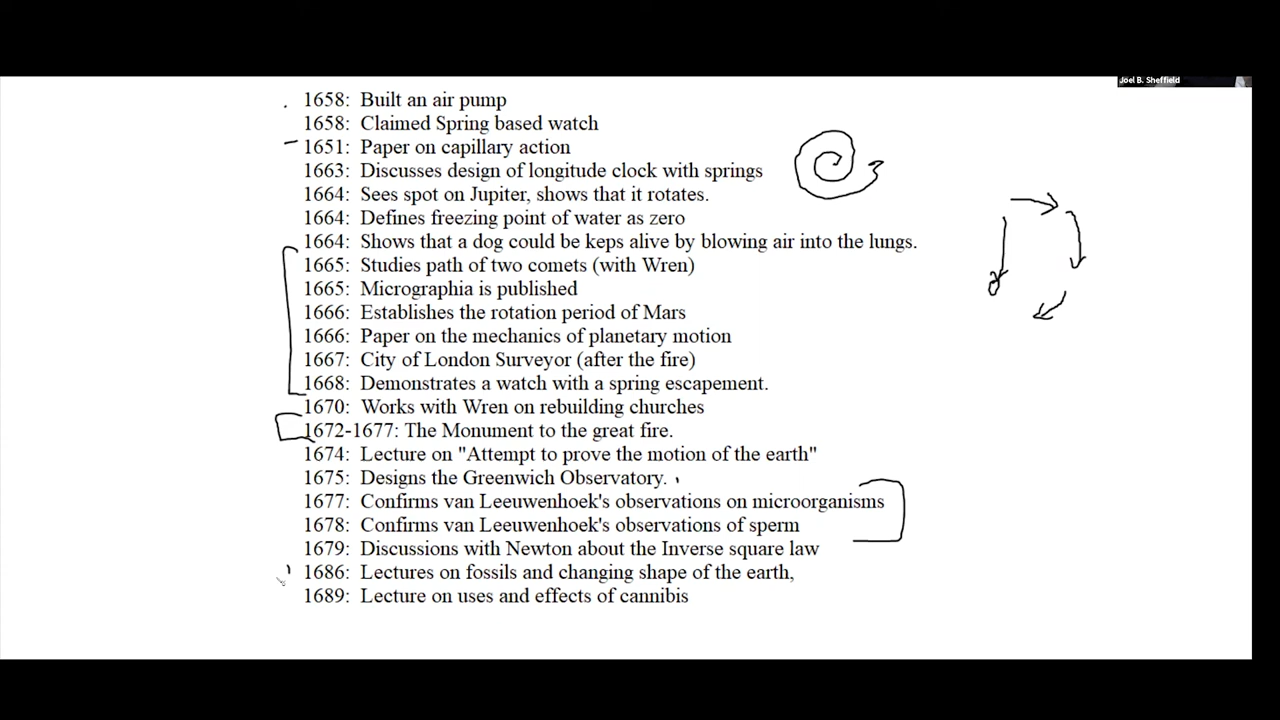 Joel B. Sheffield
1658: Built an air pump
1658: Claimed Spring based watch
1651: Paper on capillary action
1663: Discusses design of longitude clock with springs
1664: Sees spot on Jupiter, shows that it rotates.
1664: Defines freezing point of water as zero
1664: Shows that a dog could be keps alive by blowing air into the lungs.
1665: Studies path of two comets (with Wren)
1665: Micrographia is published
1666: Establishes the rotation period of Mars
1666: Paper on the mechanics of planetary motion
1667: City of London Surveyor (after the fire)
1668: Demonstrates a watch with a spring escapement.
1670: Works with Wren on rebuilding churches
1672-1677: The Monument to the great fire.
1674: Lecture on "Attempt to prove the motion of the earth"
1675: Designs the Greenwich Observatory.
1677: Confirms van Leeuwenhoek's observations on microorganisms
1678: Confirms van Leeuwenhoek's observations of sperm
1679: Discussions with Newton about the Inverse square law
1686: Lectures on fossils and changing shape of the earth,
1689: Lecture on uses and effects of cannibis